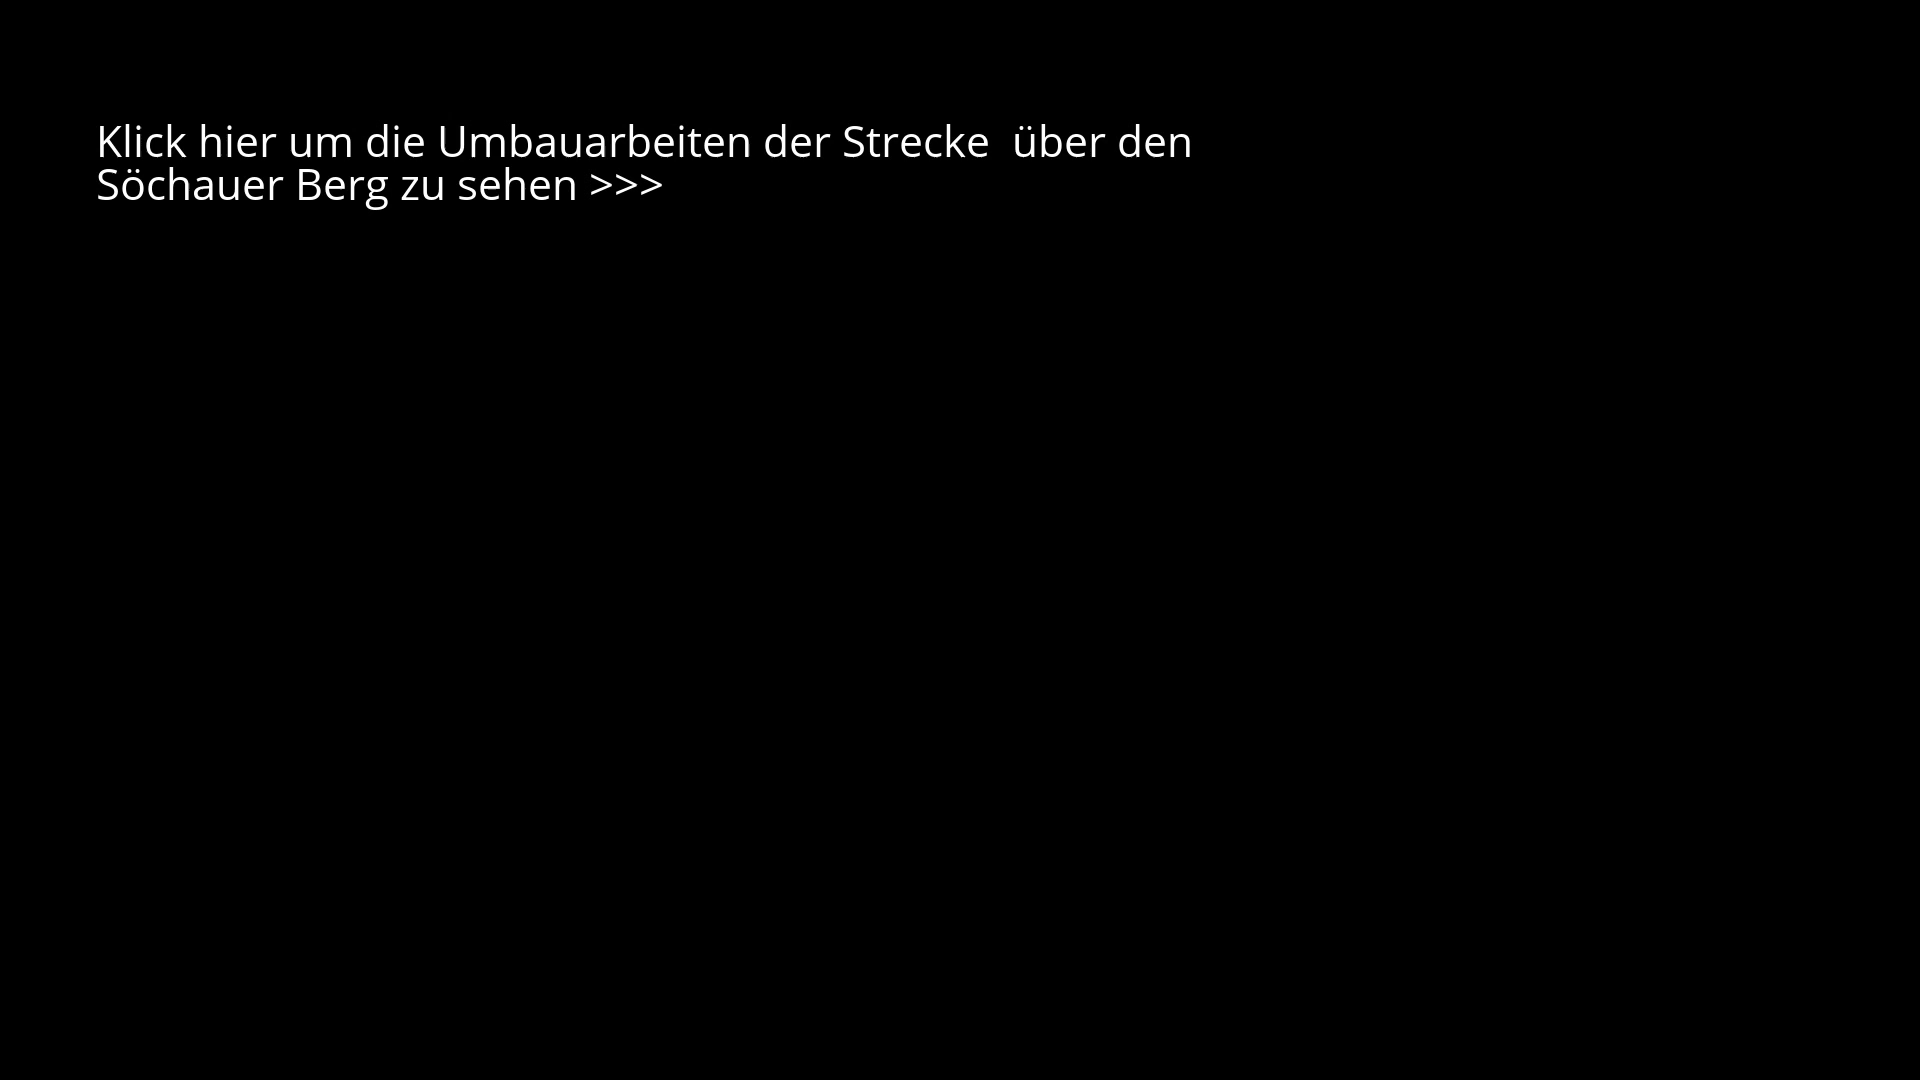 Klick hier um die Umbauarbeiten der Strecke  über den
Söchauer Berg zu sehen >>>